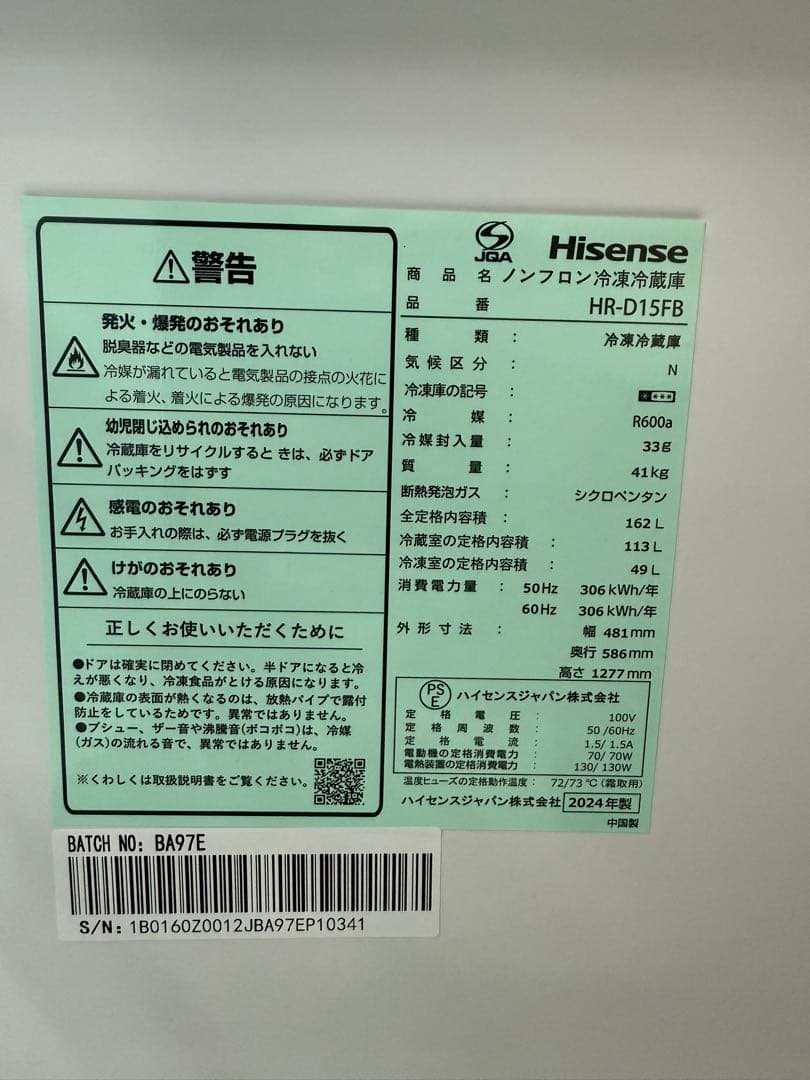 警告
発火・爆発のおそれあり
脱臭器などの電気製品を入れない
冷媒が漏れていると電気製品の接点の火花に
よる着火、着火による爆発の原因になります。
幼児閉じ込められのおそれあり
冷蔵庫をリサイクルすると きは、必ずドア
パッキングをはずす
感電のおそれあり
お手入れの際は、必ず電源プラグを抜く
けがのおそれあり
冷蔵庫の上にのらない
正しくお使いいただくために
●ドアは確実に閉めてください。半ドアになると冷
えが悪くなり、冷凍食品がとける原因になります。
●冷蔵庫の表面が熱くなるのは、放熱パイプで露付
防止をしているためです。異常ではありません。
●プシュー、ザー音や沸騰音(ボコボコ)は、冷媒
(ガス)の流れる音で、異常ではありません。
※くわしくは取扱説明書をご覧ください。
JQA Hisense
商品名 ノンフロン冷凍冷蔵庫
品番 HR-D15FB
種類 : 冷凍冷蔵庫
気候区分 : N
冷凍庫の記号 : ****
冷媒 : R600a
冷媒封入量 : 33g
質量 : 41kg
断熱発泡ガス : シクロペンタン
全定格内容積 : 162 L
冷蔵室の定格内容積 : 113 L
冷凍室の定格内容積 : 49 L
消費電力量 : 50Hz 306 kWh/年
60Hz 306 kWh/年
外形寸法 : 幅 481mm
奥行 586mm
高さ 1277mm
PS E ハイセンスジャパン株式会社
定格電圧 : 100V
定格周波数 : 50 /60Hz
定格電流 : 1.5/ 1.5A
電動機の定格消費電力 : 70/ 70W
電熱装置の定格消費電力 : 130/ 130W
温度ヒューズの定格動作温度 : 72/73 ℃ (霜取用)
ハイセンスジャパン株式会社 2024年製
中国製
BATCH NO: BA97E
S/N: 1B0160Z0012JBA97EP10341